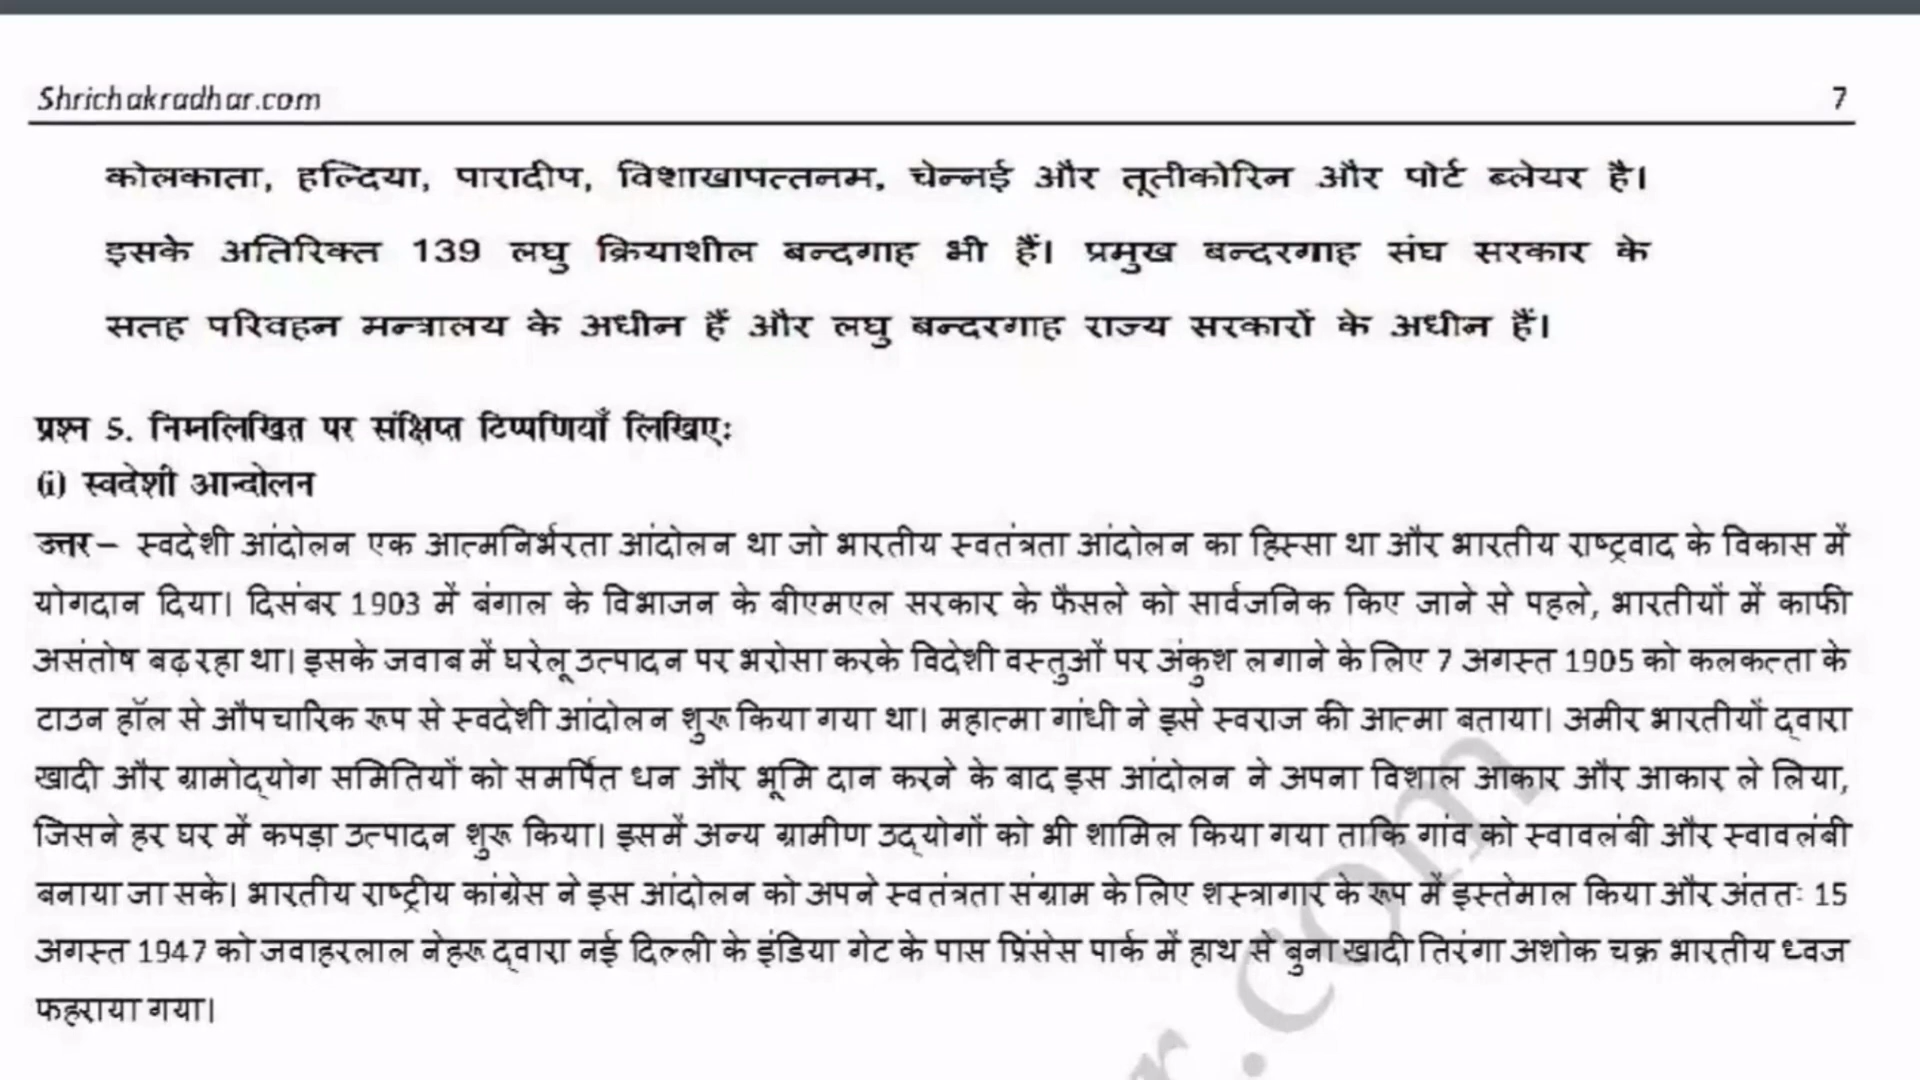 Shrichakradhar.com 7
कोलकाता, हल्दिया, पारादीप, विशाखापत्तनम, चेन्नई और तूतीकोरिन और पोर्ट ब्लेयर है।
इसके अतिरिक्त 139 लघु क्रियाशील बन्दगाह भी हैं। प्रमुख बन्दरगाह संघ सरकार के
सतह परिवहन मन्त्रालय के अधीन हैं और लघु बन्दरगाह राज्य सरकारों के अधीन हैं।
प्रश्न 5. निम्नलिखित पर संक्षिप्त टिप्पणियाँ लिखिए:
(i) स्वदेशी आन्दोलन
उत्तर– स्वदेशी आंदोलन एक आत्मनिर्भरता आंदोलन था जो भारतीय स्वतंत्रता आंदोलन का हिस्सा था और भारतीय राष्ट्रवाद के विकास में
योगदान दिया। दिसंबर 1903 में बंगाल के विभाजन के बीएमएल सरकार के फैसले को सार्वजनिक किए जाने से पहले, भारतीयों में काफी
असंतोष बढ़ रहा था। इसके जवाब में घरेलू उत्पादन पर भरोसा करके विदेशी वस्तुओं पर अंकुश लगाने के लिए 7 अगस्त 1905 को कलकत्ता के
टाउन हॉल से औपचारिक रूप से स्वदेशी आंदोलन शुरू किया गया था। महात्मा गांधी ने इसे स्वराज की आत्मा बताया। अमीर भारतीयों द्वारा
खादी और ग्रामोद्योग समितियों को समर्पित धन और भूमि दान करने के बाद इस आंदोलन ने अपना विशाल आकार और आकार ले लिया,
जिसने हर घर में कपड़ा उत्पादन शुरू किया। इसमें अन्य ग्रामीण उद्योगों को भी शामिल किया गया ताकि गांव को स्वावलंबी और स्वावलंबी
बनाया जा सके। भारतीय राष्ट्रीय कांग्रेस ने इस आंदोलन को अपने स्वतंत्रता संग्राम के लिए शस्त्रागार के रूप में इस्तेमाल किया और अंततः 15
अगस्त 1947 को जवाहरलाल नेहरू द्वारा नई दिल्ली के इंडिया गेट के पास प्रिंसेस पार्क में हाथ से बुना खादी तिरंगा अशोक चक्र भारतीय ध्वज
फहराया गया।
r.com